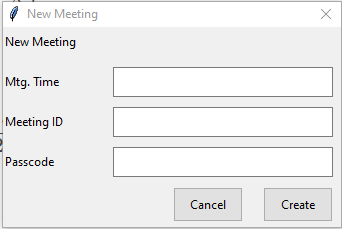 New Meeting
New Meeting
Mtg. Time
Meeting ID
Passcode
Cancel Create